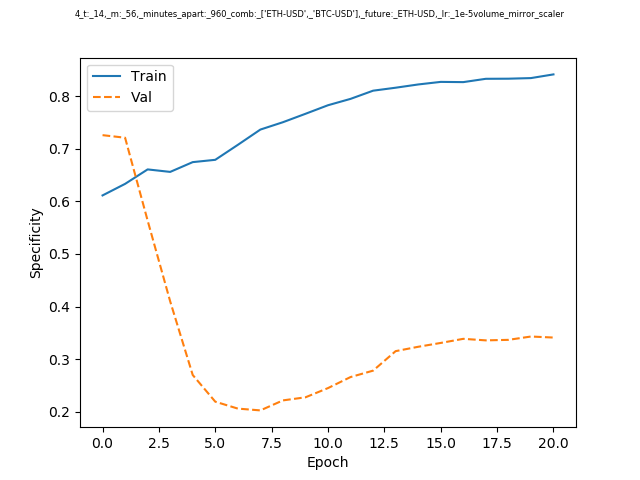 4_t:_14,_m:_56,_minutes_apart:_960_comb:_['ETH-USD',_'BTC-USD'],_future:_ETH-USD,_lr:_1e-5volume_mirror_scaler
Train
Val
0.8
0.7
0.6
0.5
0.4
0.3
0.2
Specificity
0.0 2.5 5.0 7.5 10.0 12.5 15.0 17.5 20.0
Epoch